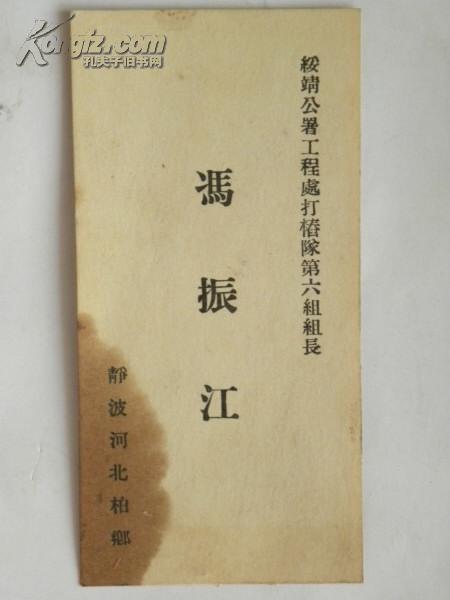 Kongfz.com
孔夫子旧书网
綏靖公署工程處打樁隊第六組組長
馮振江
靜波河北柏鄉